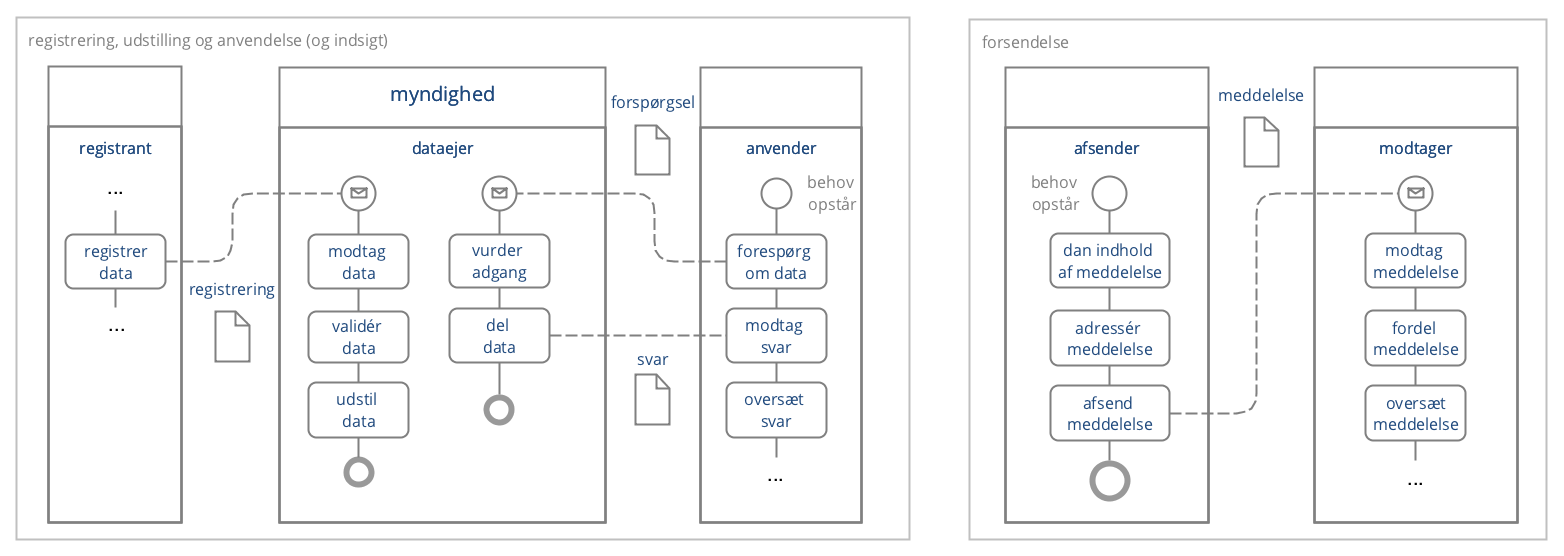 registrering, udstilling og anvendelse (og indsigt)
registrant
...
registrer
data
...
registrering
myndighed
dataejer
modtag
data
validér
data
udstil
data
vurder
adgang
del
data
forspørgsel
svar
anvender
behov
opstår
forespørg
om data
modtag
svar
oversæt
svar
...
forsendelse
afsender
behov
opstår
dan indhold
af meddelelse
adressér
meddelelse
afsend
meddelelse
meddelelse
modtager
modtag
meddelelse
fordel
meddelelse
oversæt
meddelelse
...